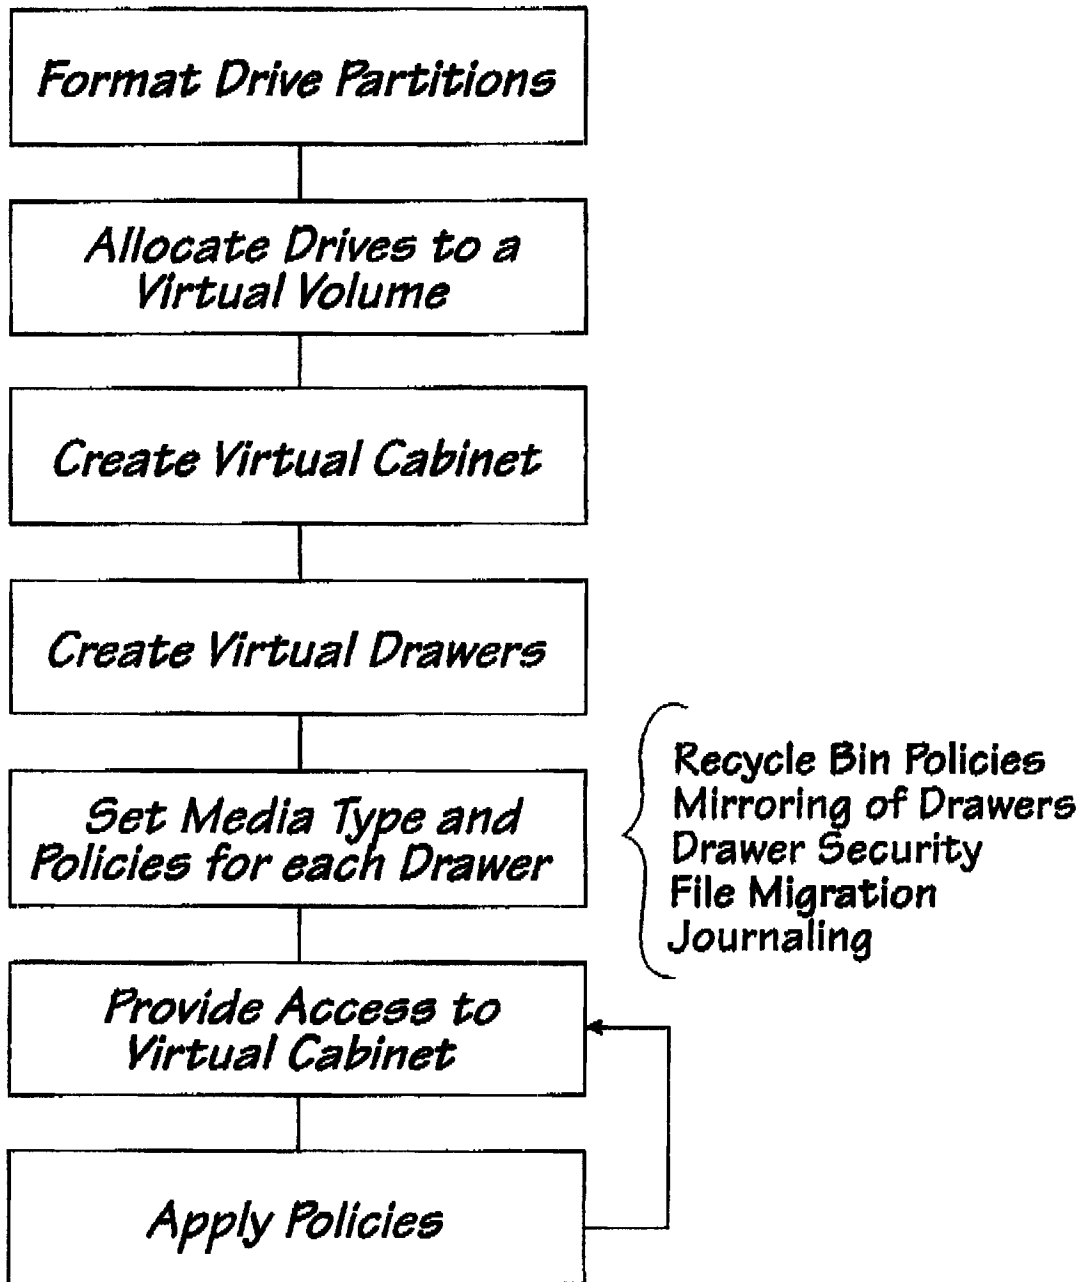 Format Drive Partitions
Allocate Drives to a
Virtual Volume
Create Virtual Cabinet
Create Virtual Drawers
Set Media Type and
Policies for each Drawer
Recycle Bin Policies
Mirroring of Drawers
Drawer Security
File Migration
Journaling
Provide Access to
Virtual Cabinet
Apply Policies